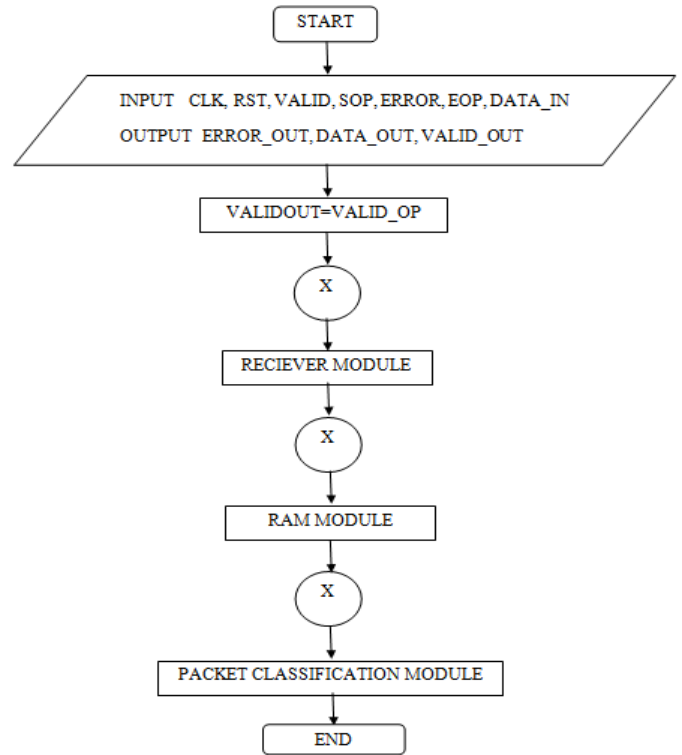 START
INPUT CLK, RST, VALID, SOP, ERROR, EOP, DATA_IN
OUTPUT ERROR_OUT, DATA_OUT, VALID_OUT
VALIDOUT=VALID_OP
X
RECIEVER MODULE
X
RAM MODULE
X
PACKET CLASSIFICATION MODULE
END